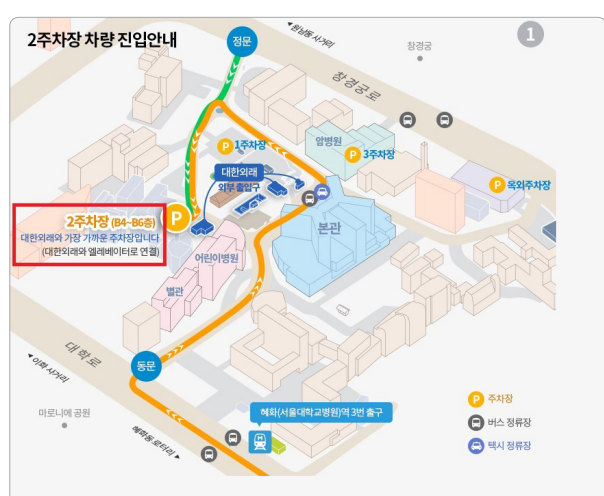 2주차장 차량 진입안내
정문
◀ 원남동 사거리
창경궁
1
창경궁로
P 1주차장
암병원
P 3주차장
P 옥외주차장
대한외래
외부 출입구
2주차장 (B4~B6층)
P
대한외래와 가장 가까운 주차장입니다
(대한외래와 엘레베이터로 연결)
본관
어린이병원
별관
대학로
동문
◀ 이화 사거리
마로니에 공원
혜화동 로터리 ▶
혜화(서울대학교병원)역 3번 출구
P 주차장
버스 정류장
택시 정류장